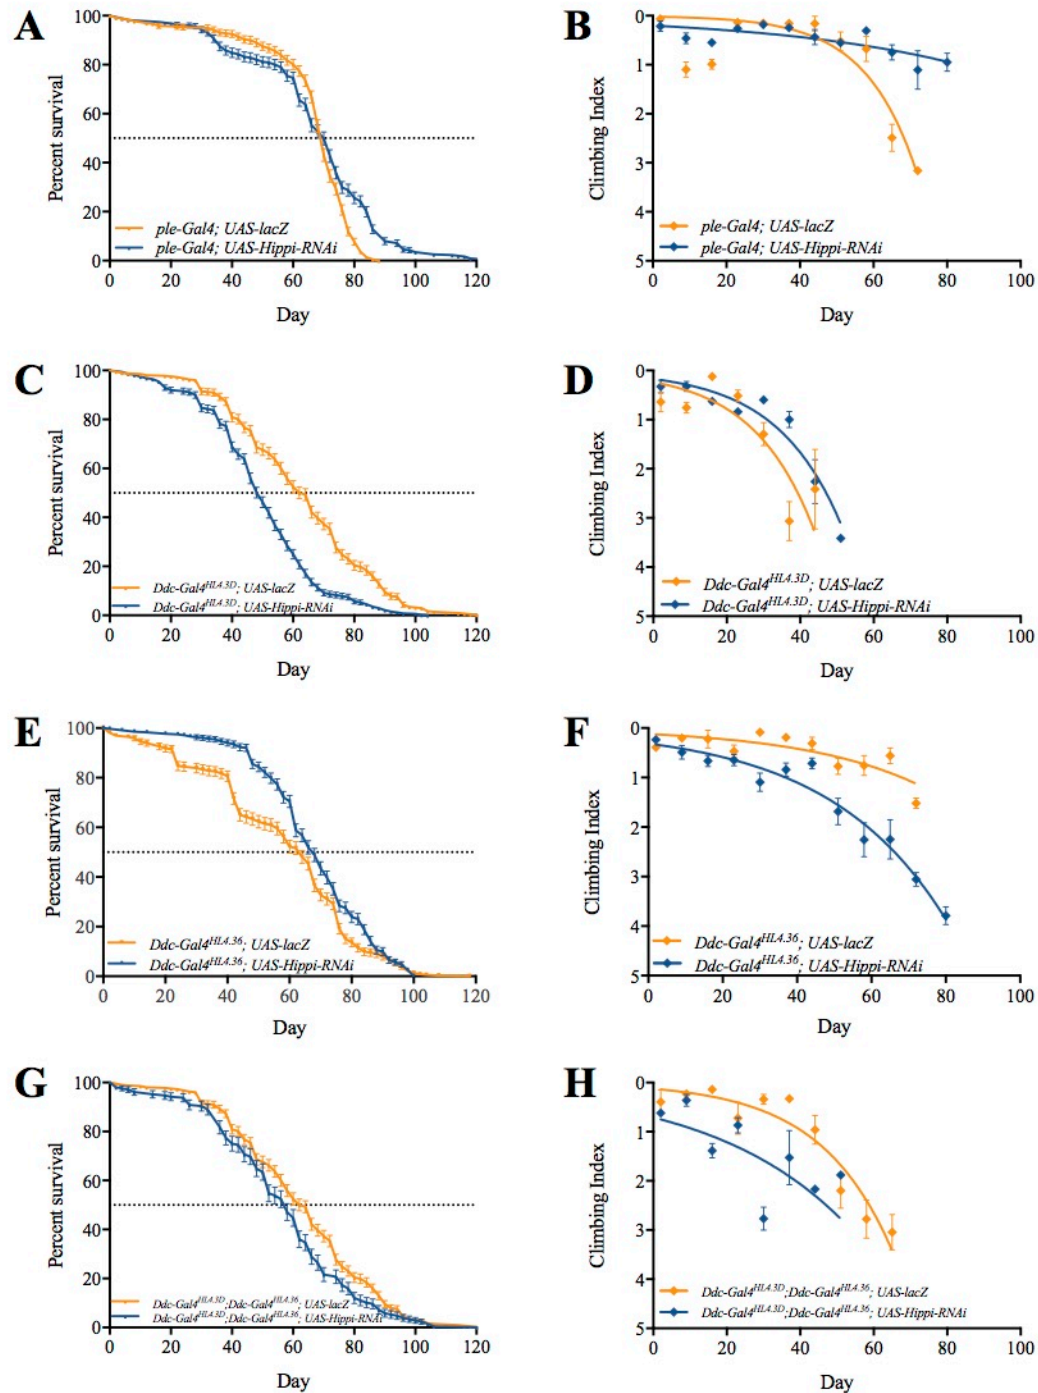 A
100
80
60
40
20
0
Percent survival
ple-Gal4; UAS-lacZ
ple-Gal4; UAS-Hippi-RNAi
0 20 40 60 80 100 120
Day
B
0
1
2
3
4
5
Climbing Index
ple-Gal4; UAS-lacZ
ple-Gal4; UAS-Hippi-RNAi
0 20 40 60 80 100
Day
C
100
80
60
40
20
0
Percent survival
Ddc-Gal4HL4.3D; UAS-lacZ
Ddc-Gal4HL4.3D; UAS-Hippi-RNAi
0 20 40 60 80 100 120
Day
D
0
1
2
3
4
5
Climbing Index
Ddc-Gal4HL4.3D; UAS-lacZ
Ddc-Gal4HL4.3D; UAS-Hippi-RNAi
0 20 40 60 80 100
Day
E
100
80
60
40
20
0
Percent survival
Ddc-Gal4HL4.36; UAS-lacZ
Ddc-Gal4HL4.36; UAS-Hippi-RNAi
0 20 40 60 80 100 120
Day
F
0
1
2
3
4
5
Climbing Index
Ddc-Gal4HL4.36; UAS-lacZ
Ddc-Gal4HL4.36; UAS-Hippi-RNAi
0 20 40 60 80 100
Day
G
100
80
60
40
20
0
Percent survival
Ddc-Gal4HL4.3D;Ddc-Gal4HL4.36; UAS-lacZ
Ddc-Gal4HL4.3D;Ddc-Gal4HL4.36; UAS-Hippi-RNAi
0 20 40 60 80 100 120
Day
H
0
1
2
3
4
5
Climbing Index
Ddc-Gal4HL4.3D;Ddc-Gal4HL4.36; UAS-lacZ
Ddc-Gal4HL4.3D;Ddc-Gal4HL4.36; UAS-Hippi-RNAi
0 20 40 60 80 100
Day